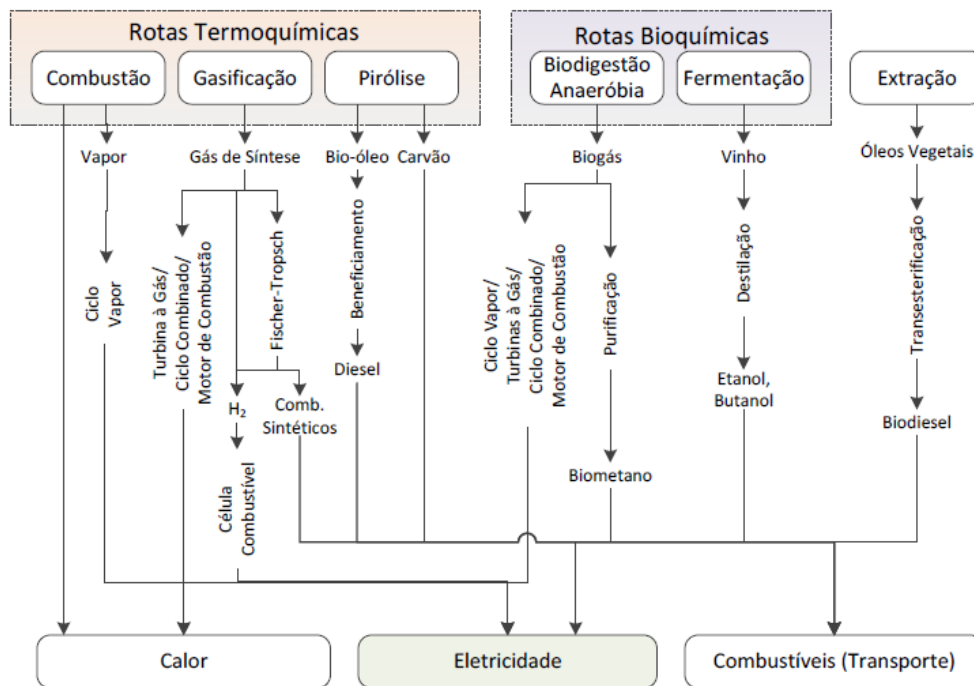 Rotas Termoquímicas
Rotas Bioquímicas
Combustão
Gasificação
Pirólise
Biodigestão
Anaeróbia
Fermentação
Extração
Vapor
Gás de Síntese
Bio-óleo
Carvão
Biogás
Vinho
Óleos Vegetais
Ciclo
Vapor
Turbina à Gás/
Ciclo Combinado/
Motor de Combustão
Fischer-Tropsch
Beneficiamento
Ciclo Vapor/
Turbinas à Gás/
Ciclo Combinado/
Motor de Combustão
Purificação
Destilação
Transesterificação
Diesel
H₂
Comb.
Sintéticos
Etanol,
Butanol
Biodiesel
Célula
Combustível
Biometano
Calor
Eletricidade
Combustíveis (Transporte)